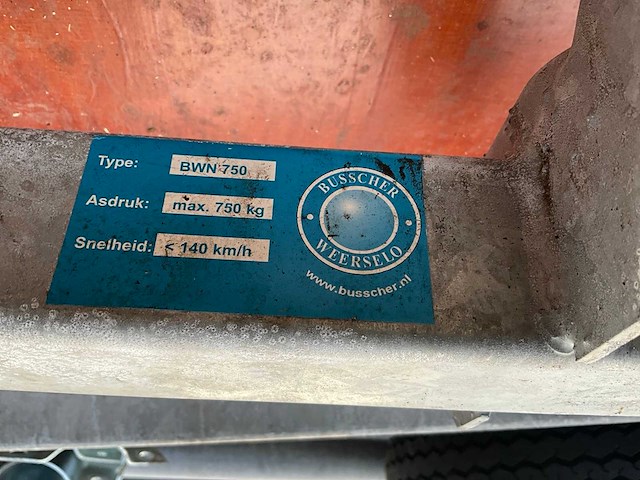 Type: BWN 750
Asdruk: max. 750 kg
Snelheid: < 140 km/h
BUSSCHER
WEERSELO
www.busscher.nl